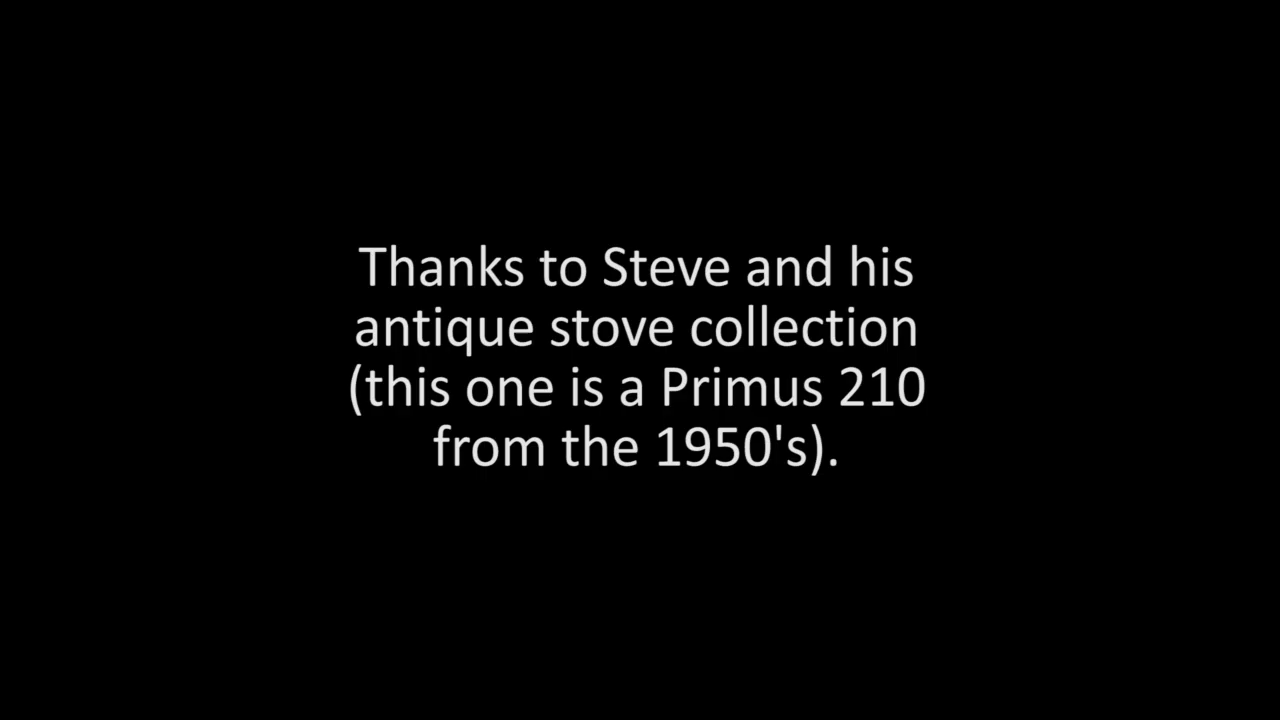 Thanks to Steve and his
antique stove collection
(this one is a Primus 210
from the 1950's).